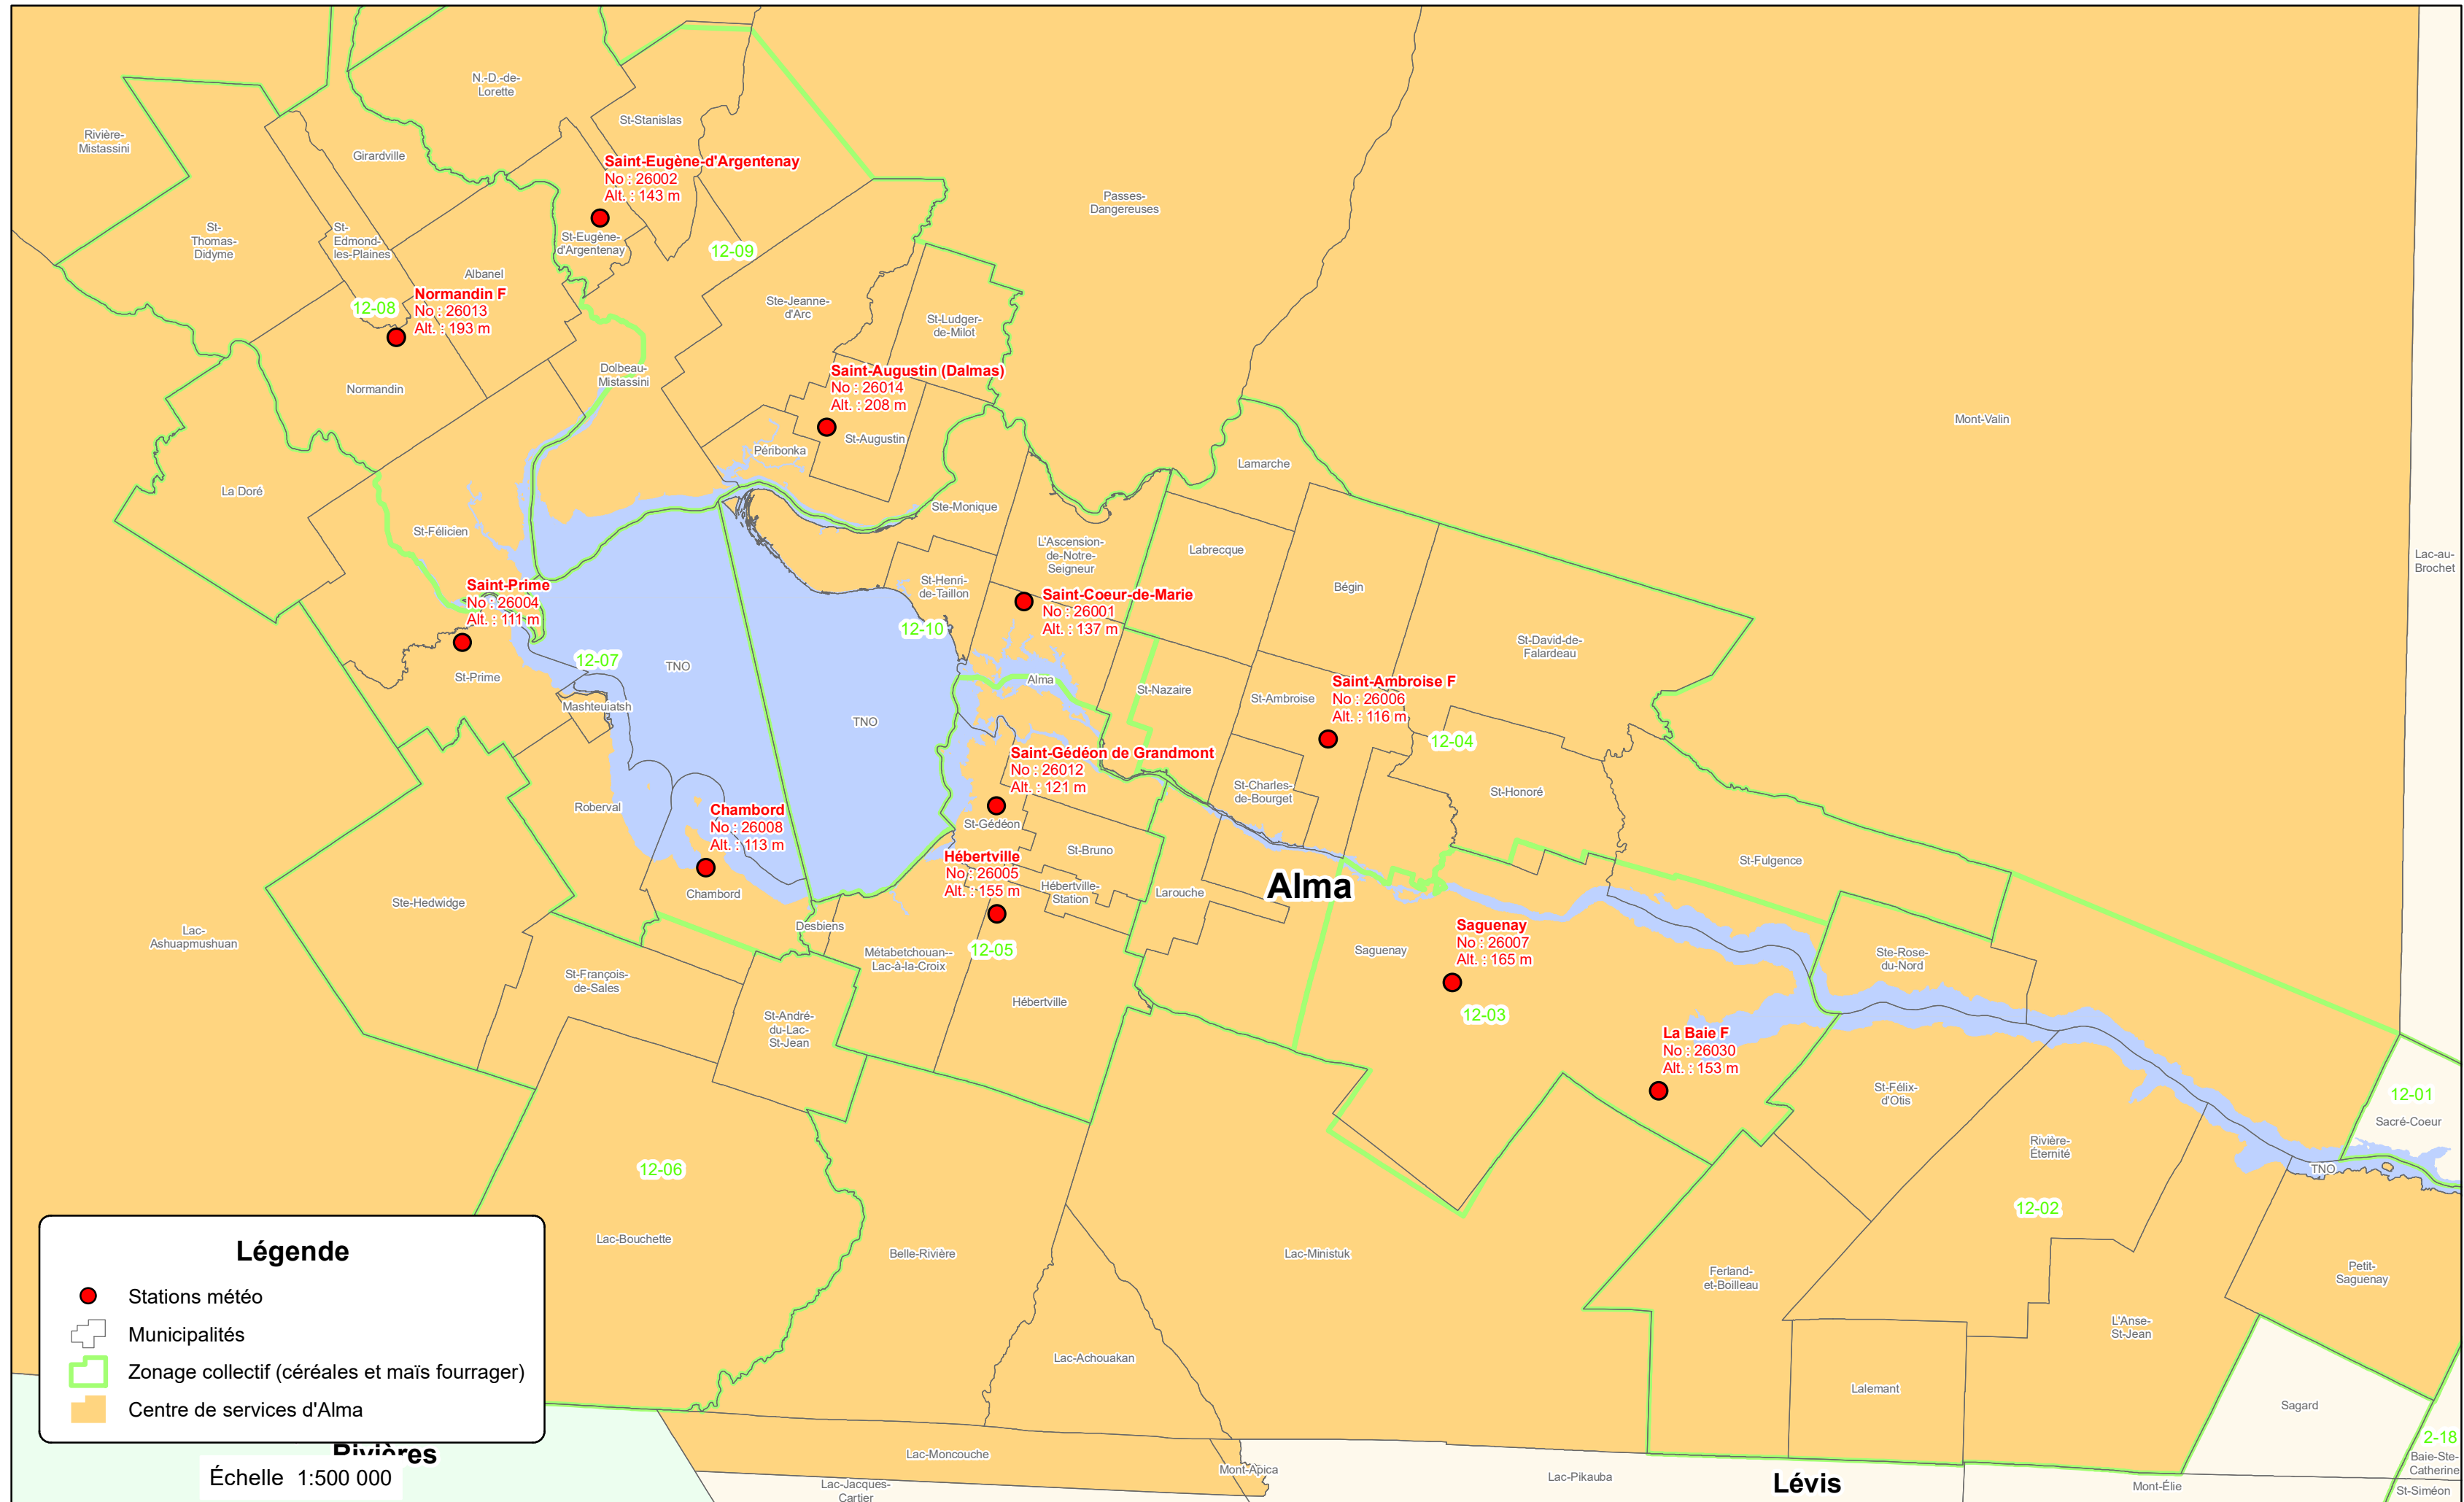 N.-D.-de-
Lorette
St-Stanislas
Rivière-
Mistassini
Girardville
Saint-Eugène-d'Argentenay
No : 26002
Alt. : 143 m
St-Eugène-
d'Argentenay
Passes-
Dangereuses
St-
Thomas-
Didyme
St-
Edmond-
les-Plaines
12-09
Albanel
Normandin F
No : 26013
Alt. : 193 m
12-08
Ste-Jeanne-
d'Arc
St-Ludger-
de-Milot
Dolbeau-
Mistassini
Normandin
Saint-Augustin (Dalmas)
No : 26014
Alt. : 208 m
St-Augustin
Péribonka
Mont-Valin
Lamarche
La Doré
St-Félicien
Ste-Monique
L'Ascension-
de-Notre-
Seigneur
Labrecque
Bégin
Lac-au-
Brochet
St-Henri-
de-Taillon
Saint-Prime
No : 26004
Alt. : 111 m
St-Prime
Saint-Coeur-de-Marie
No : 26001
Alt. : 137 m
12-10
12-07
TNO
TNO
Mashteuiatsh
Alma
St-Nazaire
St-Ambroise
St-David-de-
Falardeau
Saint-Ambroise F
No : 26006
Alt. : 116 m
12-04
Saint-Gédéon de Grandmont
No : 26012
Alt. : 121 m
St-Gédéon
St-Charles-
de-Bourget
St-Honoré
Roberval
Chambord
No : 26008
Alt. : 113 m
Chambord
Hébertville
No : 26005
Alt. : 155 m
St-Bruno
Hébertville-
Station
Larouche
Alma
St-Fulgence
Ste-Hedwidge
Lac-
Ashuapmushuan
Desbiens
Métabetchouan--
Lac-à-la-Croix
12-05
Saguenay
Saguenay
No : 26007
Alt. : 165 m
Ste-Rose-
du-Nord
St-François-
de-Sales
Hébertville
St-André-
du-Lac-
St-Jean
12-03
La Baie F
No : 26030
Alt. : 153 m
St-Félix-
d'Otis
12-01
Sacré-Coeur
Rivière-
Éternité
TNO
12-06
12-02
Lac-Bouchette
Belle-Rivière
Lac-Ministuk
Ferland-
et-Boilleau
Petit-
Saguenay
L'Anse-
St-Jean
Lac-Achouakan
Lalemant
Sagard
2-18
Baie-Ste-
Catherine
Lac-Moncouche
Mont-Apica
Lac-Pikauba
Lévis
Mont-Élie
St-Siméon
Lac-Jacques-
Cartier
Légende
Stations météo
Municipalités
Zonage collectif (céréales et maïs fourrager)
Centre de services d'Alma
Rivières
Échelle 1:500 000